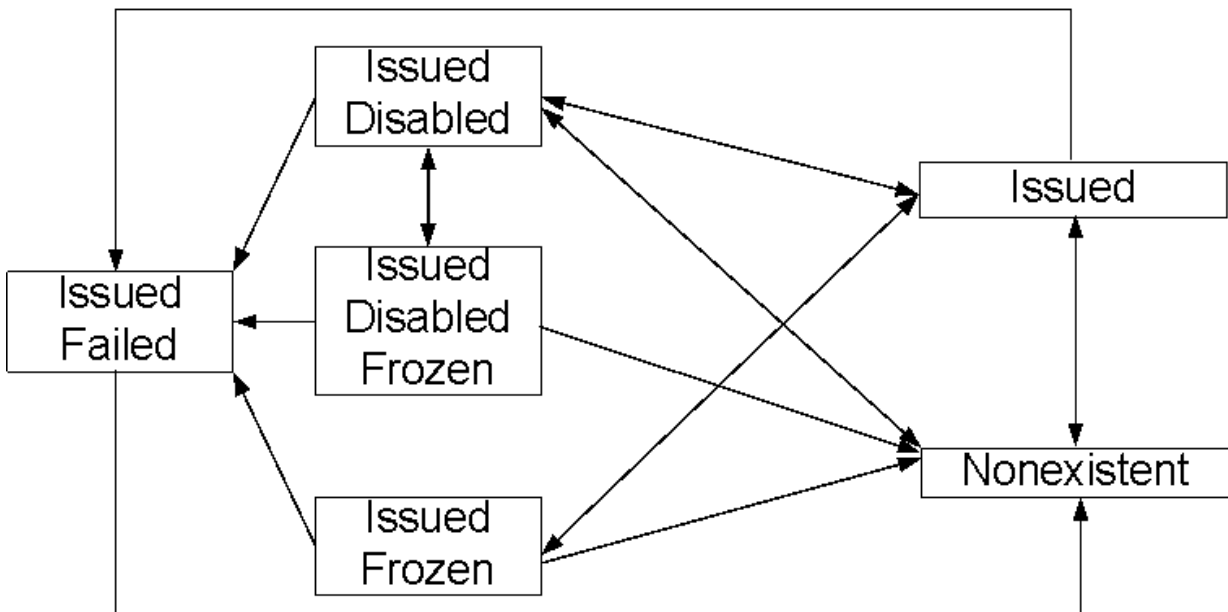 Issued
Disabled
Issued
Issued
Disabled
Frozen
Issued
Failed
Nonexistent
Issued
Frozen